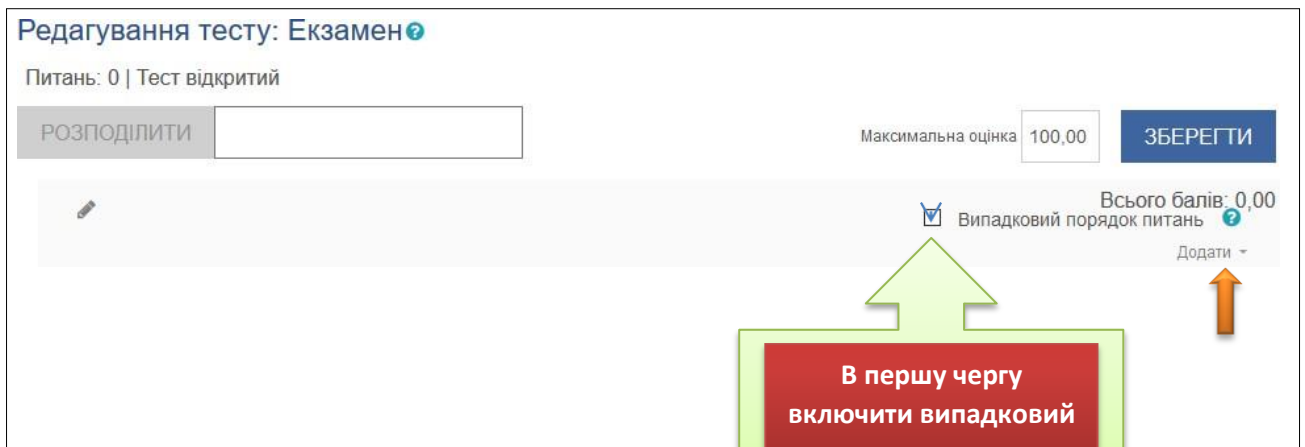 Редагування тесту: Екзамен
Питань: 0 | Тест відкритий
РОЗПОДІЛИТИ
Максимальна оцінка 100,00 ЗБЕРЕГТИ
Всього балів: 0,00
Випадковий порядок питань
Додати
В першу чергу
включити випадковий